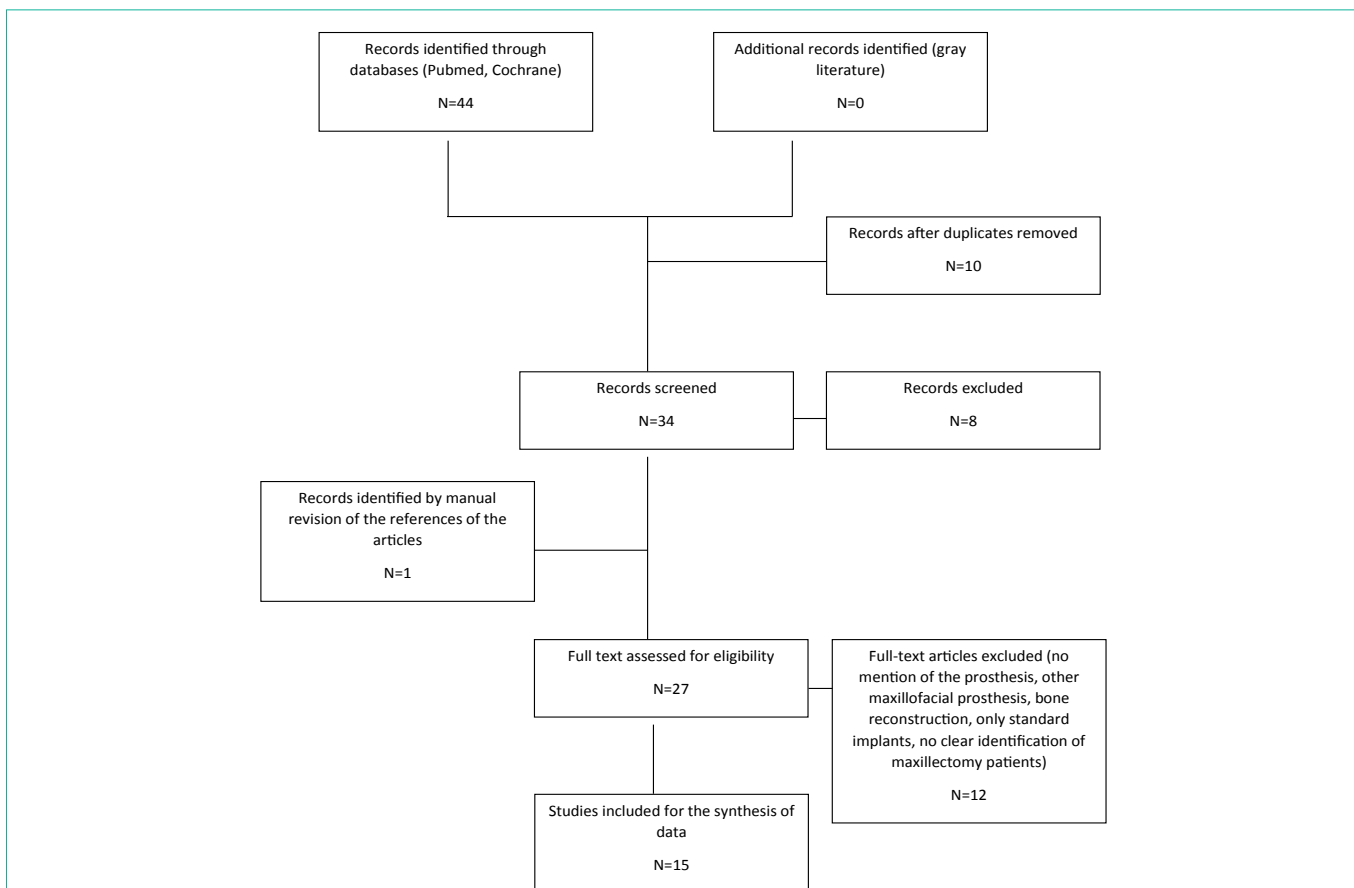 Records identified through
databases (Pubmed, Cochrane)
N=44
Additional records identified (gray
literature)
N=0
Records after duplicates removed
N=10
Records screened
N=34
Records excluded
N=8
Records identified by manual
revision of the references of the
articles
N=1
Full text assessed for eligibility
N=27
Full-text articles excluded (no
mention of the prosthesis, other
maxillofacial prosthesis, bone
reconstruction, only standard
implants, no clear identification of
maxillectomy patients)
N=12
Studies included for the synthesis of
data
N=15